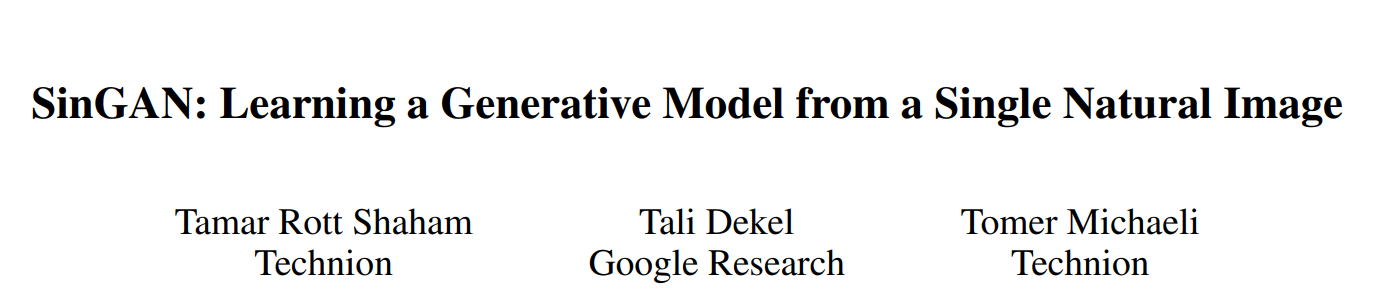 SinGAN: Learning a Generative Model from a Single Natural Image
Tamar Rott Shaham
Technion
Tali Dekel
Google Research
Tomer Michaeli
Technion